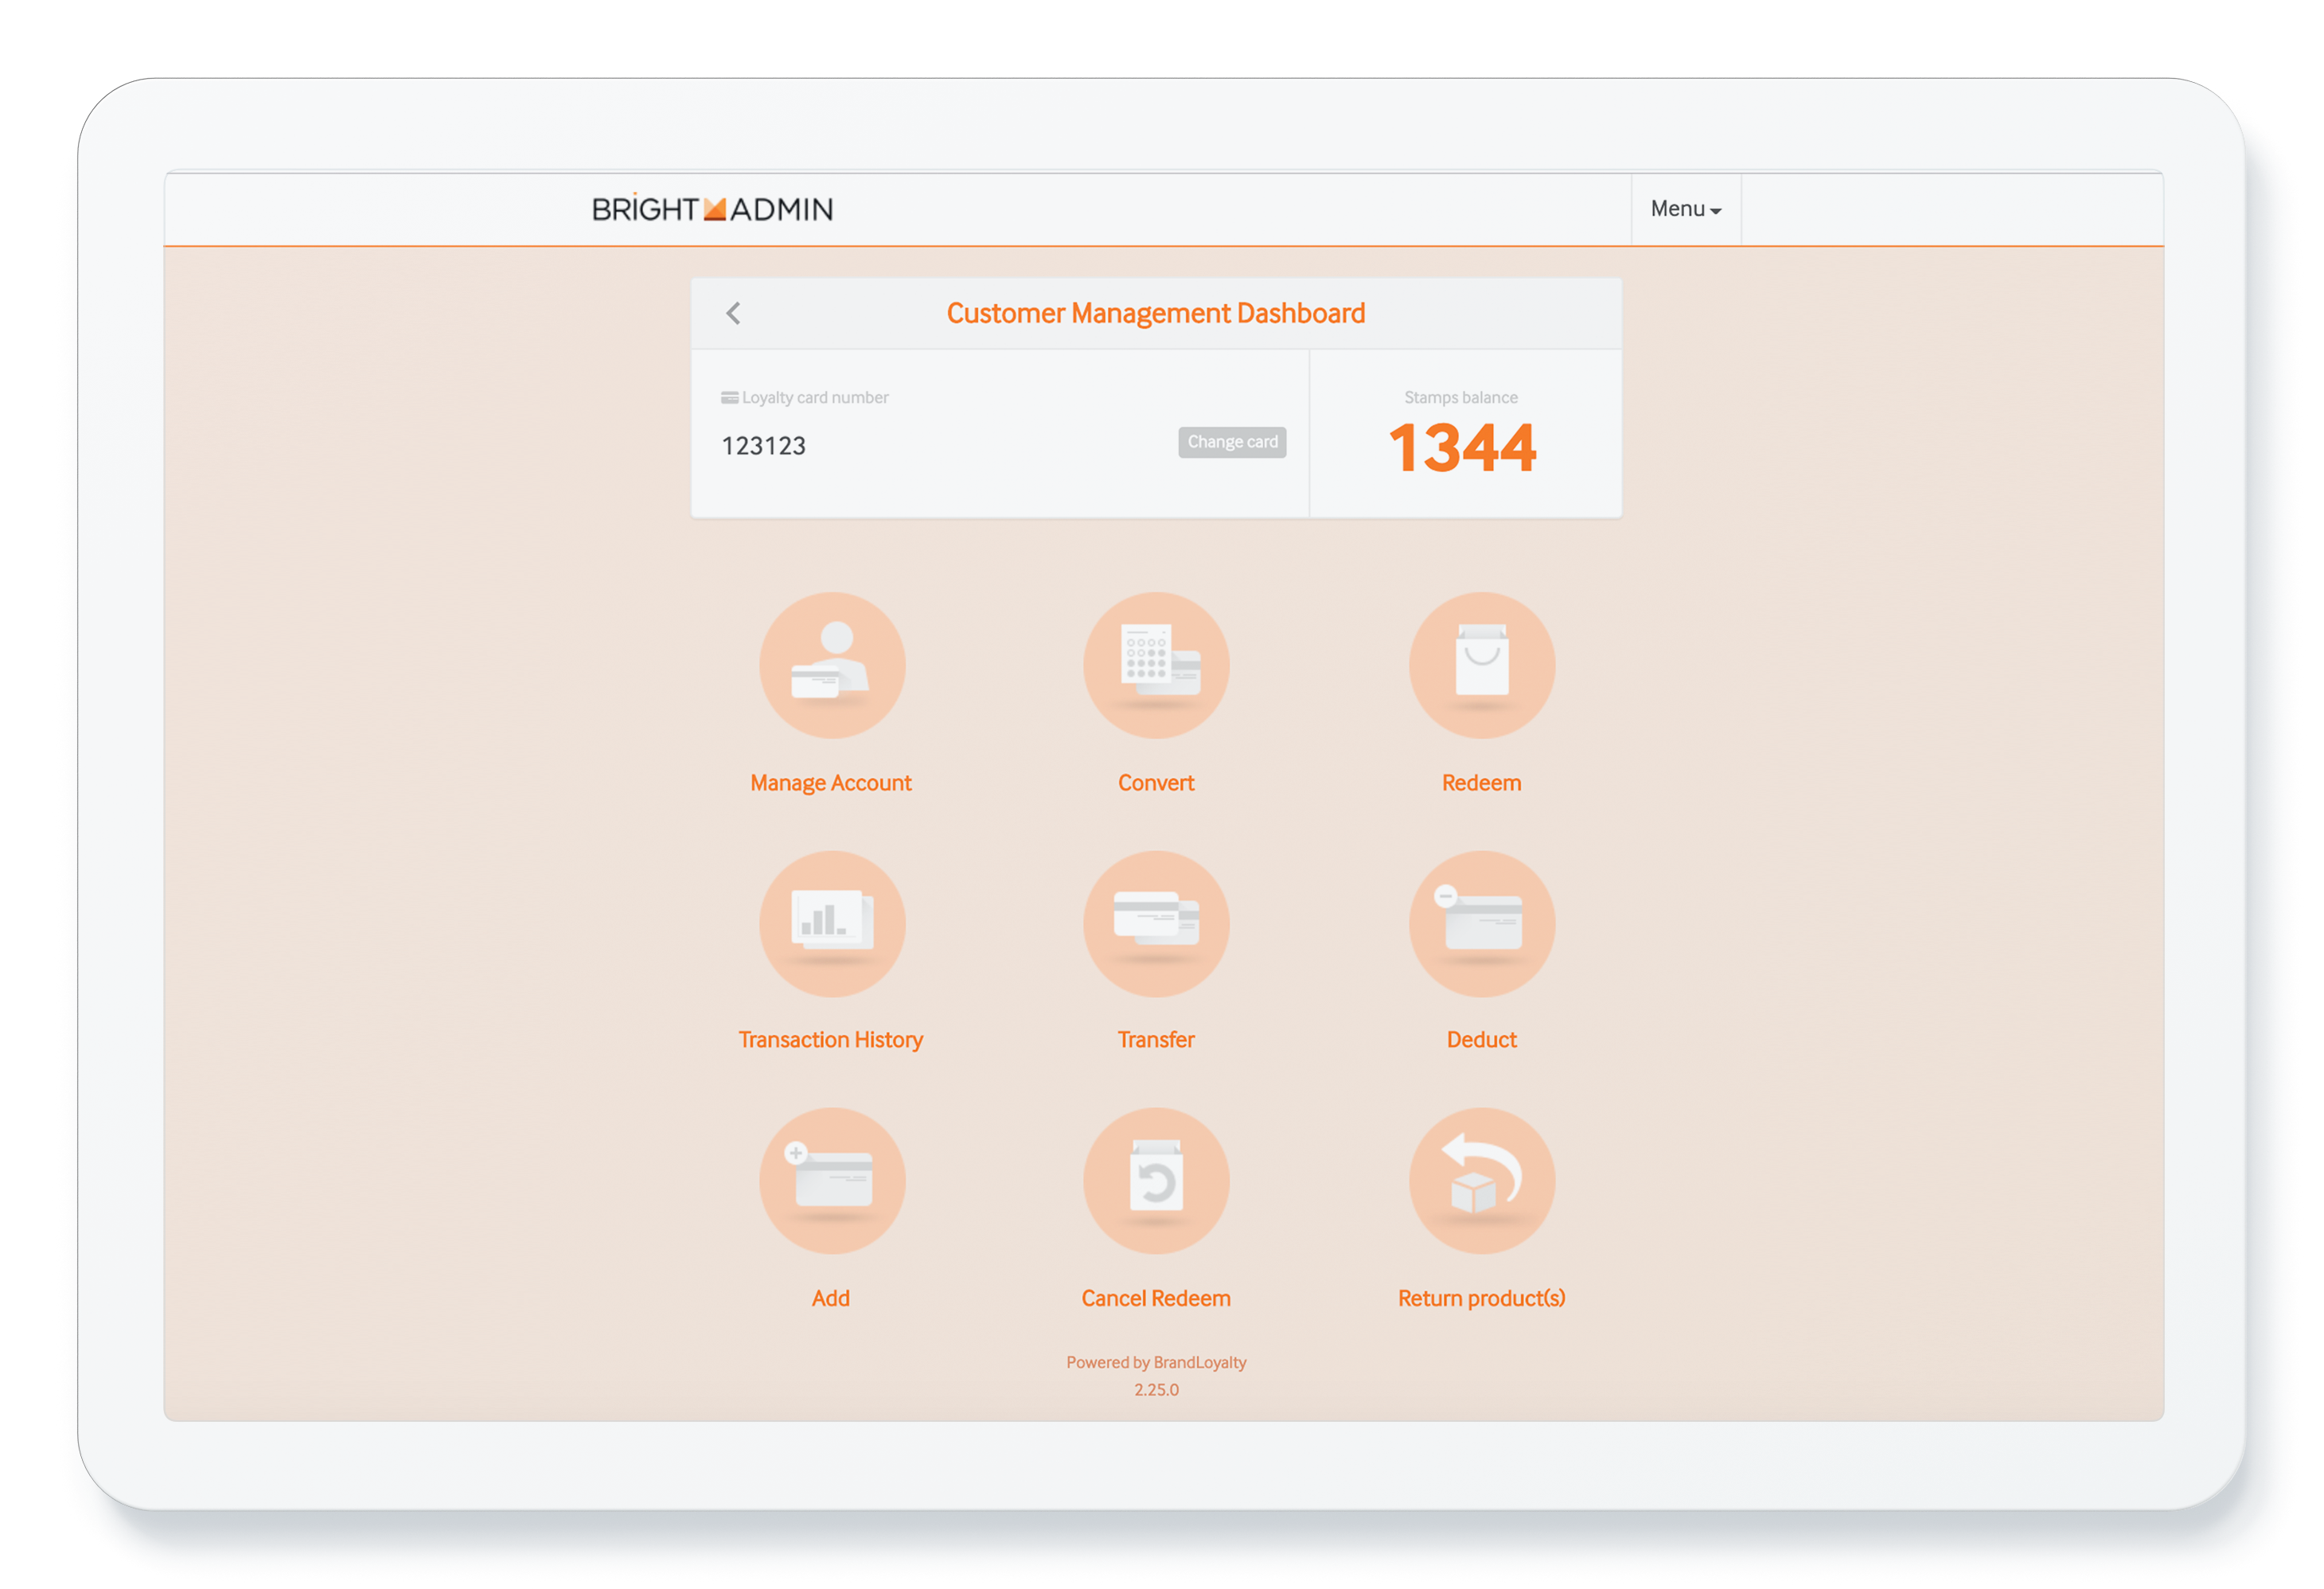 BRIGHT ADMIN
Menu
Customer Management Dashboard
Loyalty card number
Stamps balance
123123
Change card
1344
Manage Account
Convert
Redeem
Transaction History
Transfer
Deduct
Add
Cancel Redeem
Return product(s)
Powered by BrandLoyalty
2.25.0